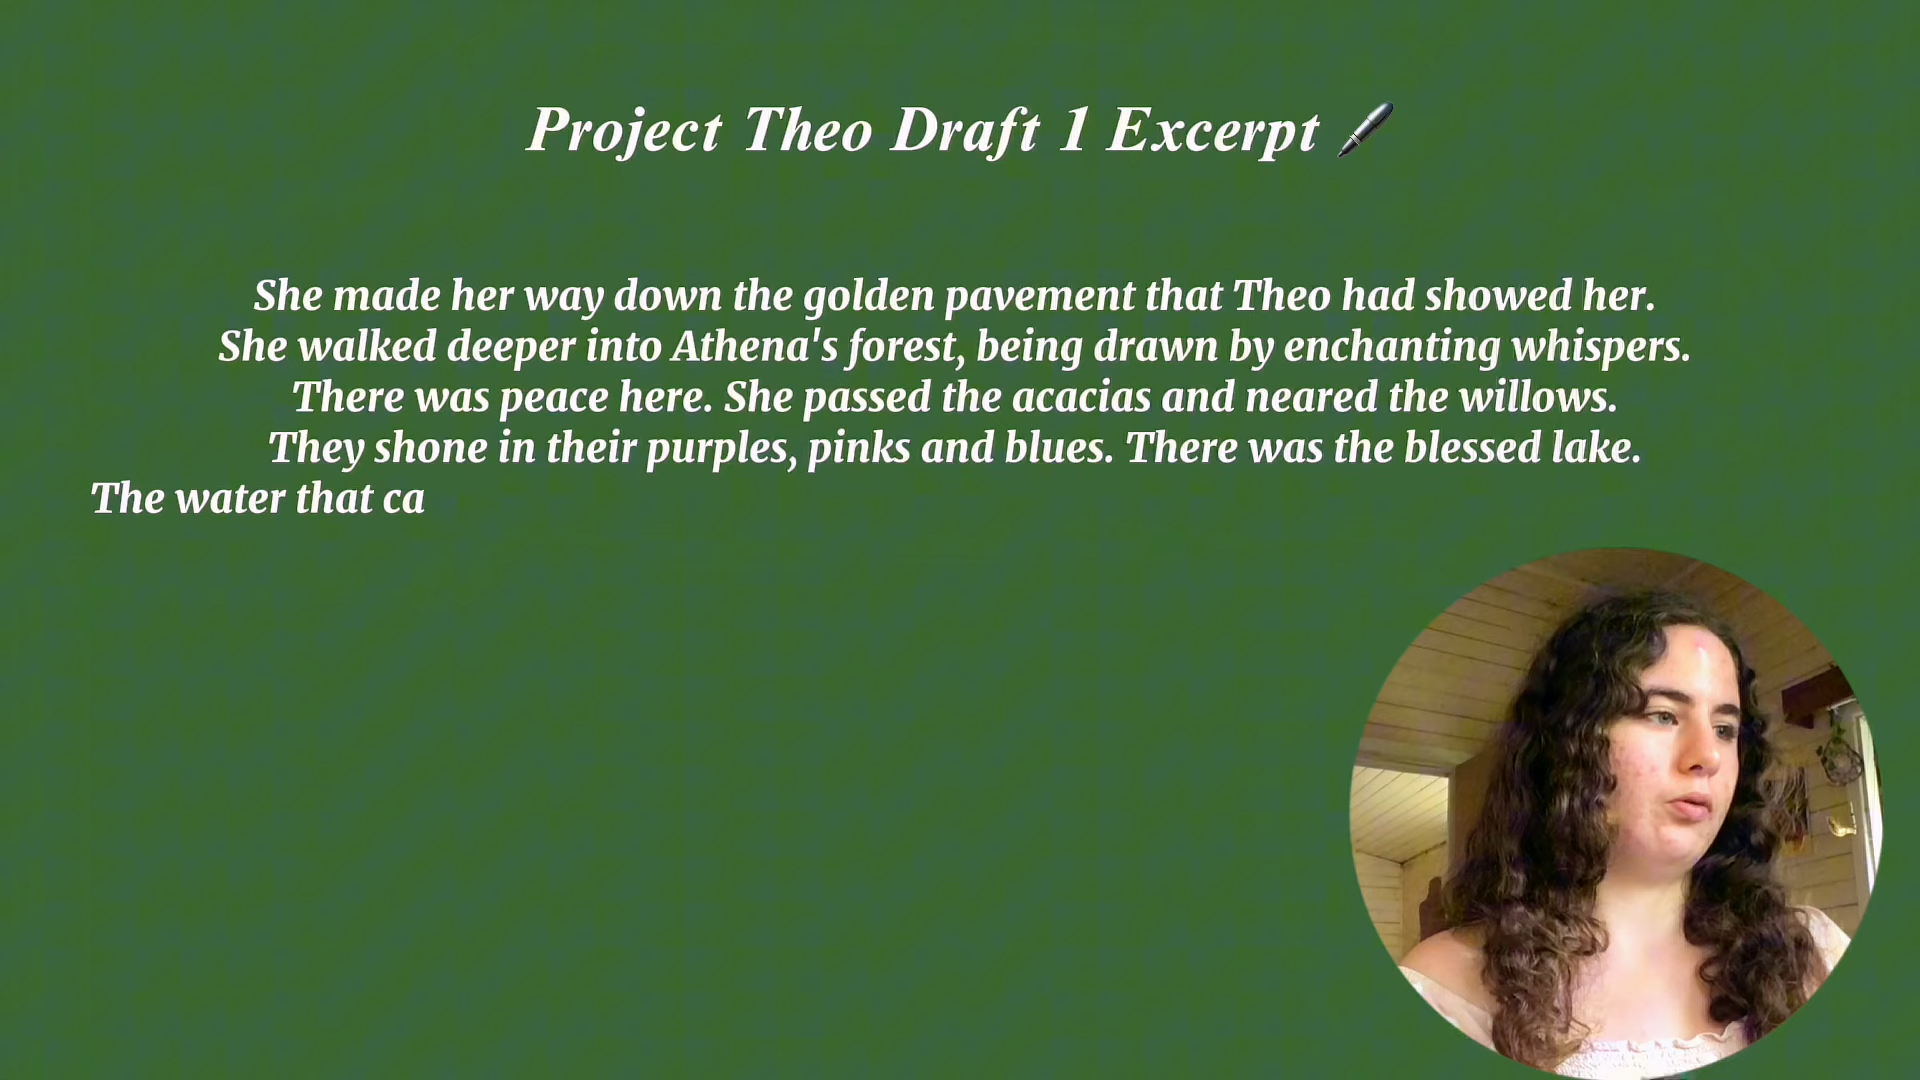 Project Theo Draft 1 Excerpt
She made her way down the golden pavement that Theo had showed her.
She walked deeper into Athena's forest, being drawn by enchanting whispers.
There was peace here. She passed the acacias and neared the willows.
They shone in their purples, pinks and blues. There was the blessed lake.
The water that ca